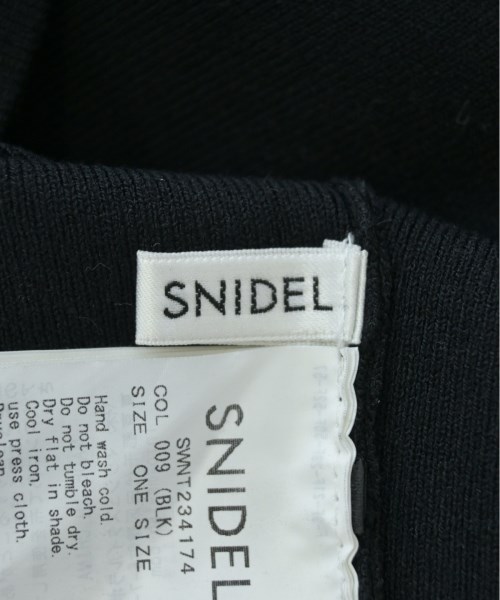 SNIDEL
SNIDEL
SWNT234174
COL 009 (BLK)
SIZE ONE SIZE
Hand wash cold.
Do not bleach.
Do not tumble dry.
Dry flat in shade.
Cool iron,
use press cloth.